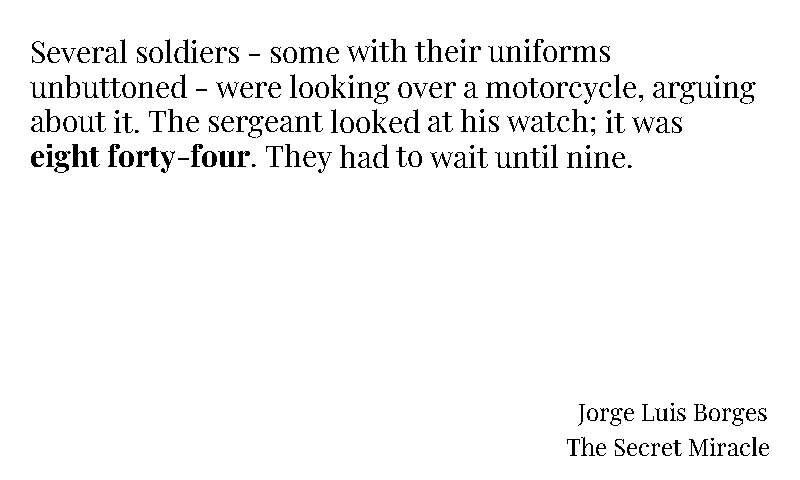 Several soldiers - some with their uniforms
unbuttoned - were looking over a motorcycle, arguing
about it. The sergeant looked at his watch; it was
eight forty-four. They had to wait until nine.
Jorge Luis Borges
The Secret Miracle